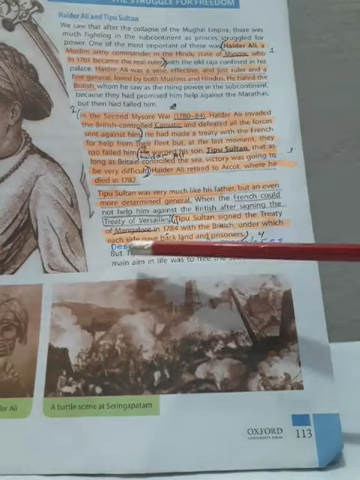 THE STRUGGLE FOR FREEDOM
Haider Ali and Tipu Sultan
We saw that after the collapse of the Mughal Empire, there was
much fighting in the subcontinent as princes struggled for
power. One of the most important of these was Haider Ali, a
Muslim army commander in the Hindu state of Mysore, who
in 1761 became the real ruler, with the old raja confined in his
palace. Haider Ali was a wise, effective, and just ruler and a
fine general, loved by both Muslims and Hindus. He hated the
British, whom he saw as the rising power in the subcontinent,
because they had promised him help against the Marathas,
but then had failed him.
In the Second Mysore War (1780–84), Haider Ali invaded
the British-controlled Carnatic and defeated all the forces
sent against him. He had made a treaty with the French
for help from their fleet but, at the last moment, they
too failed him. He warned his son, Tipu Sultan, that as
long as Britain controlled the sea, victory was going to
be very difficult. Haider Ali retired to Arcot, where he
died in 1782.
Tipu Sultan was very much like his father, but an even
more determined general. When the French could
not help him against the British after signing the
Treaty of Versailles, Tipu Sultan signed the Treaty
of Mangalore in 1784 with the British, under which
each side gave back land and prisoners.
But
main aim in life was to free the
der Ali
A battle scene at Seringapatam
OXFORD
UNIVERSITY PRESS
113